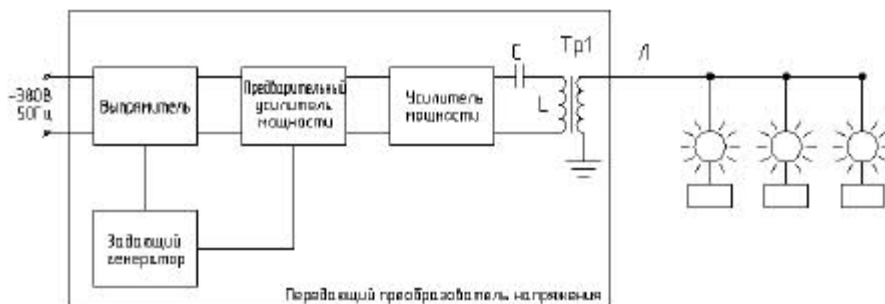 ~380В
50Гц
Выпрямитель
Предварительный
усилитель
мощности
Усилитель
мощности
C
L
Тр1
Л
Задающий
генератор
Передающий преобразователь напряжения